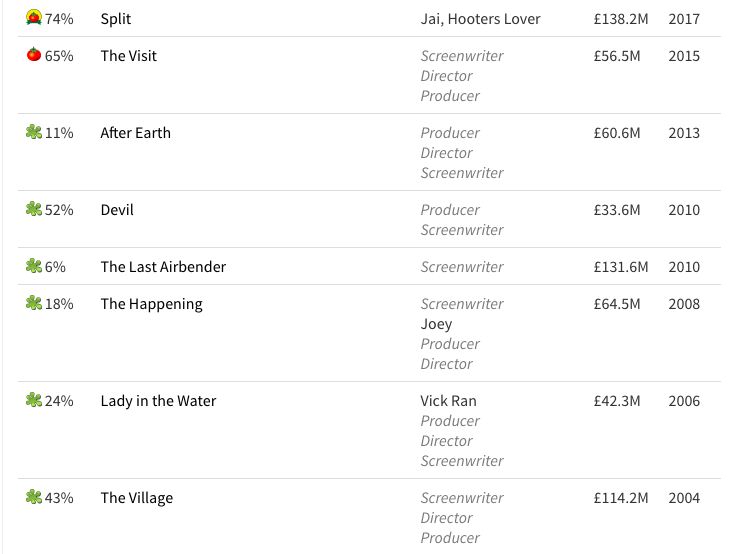 74% Split Jai, Hooters Lover £138.2M 2017
65% The Visit Screenwriter £56.5M 2015
Director
Producer
11% After Earth Producer £60.6M 2013
Director
Screenwriter
52% Devil Producer £33.6M 2010
Screenwriter
6% The Last Airbender Screenwriter £131.6M 2010
18% The Happening Screenwriter £64.5M 2008
Joey
Producer
Director
24% Lady in the Water Vick Ran £42.3M 2006
Producer
Director
Screenwriter
43% The Village Screenwriter £114.2M 2004
Director
Producer